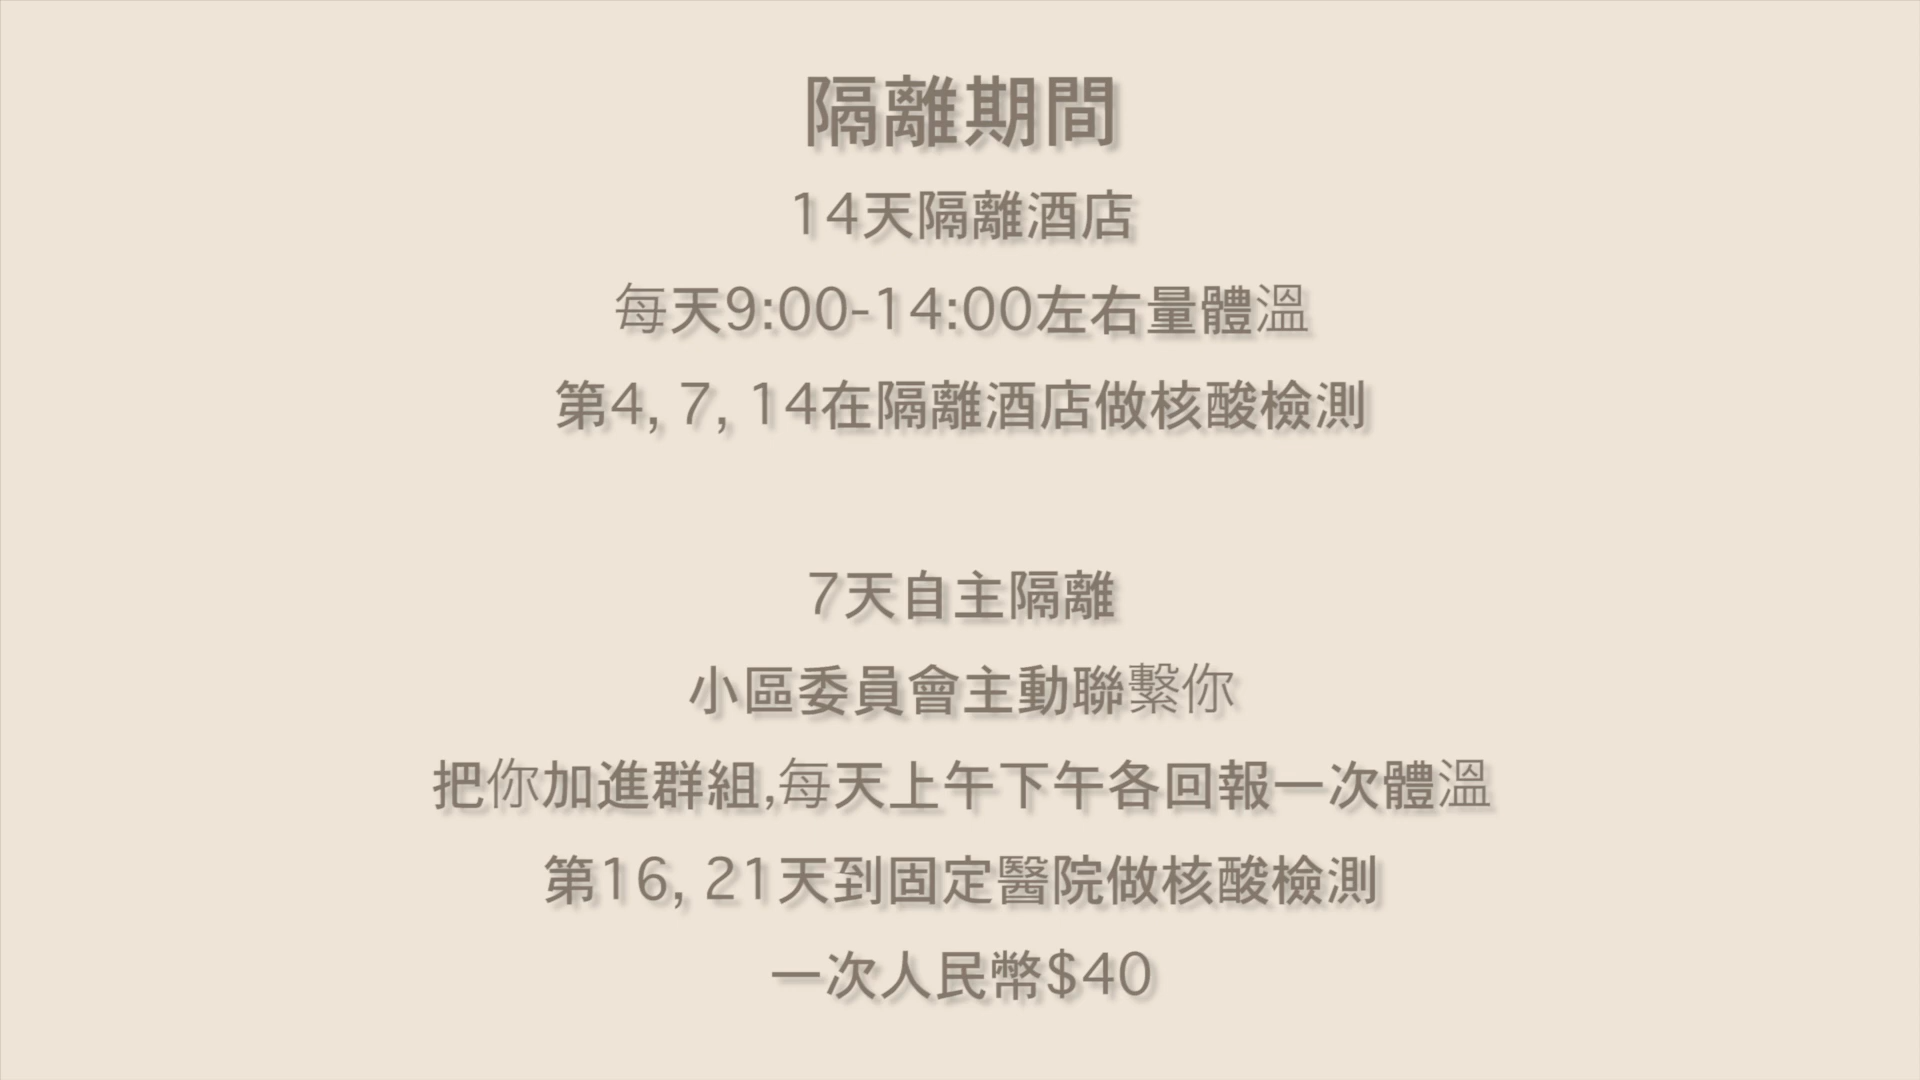 隔離期間
14天隔離酒店
每天9:00-14:00左右量體溫
第4, 7, 14在隔離酒店做核酸檢測
7天自主隔離
小區委員會主動聯繫你
把你加進群組,每天上午下午各回報一次體溫
第16, 21天到固定醫院做核酸檢測
一次人民幣$40